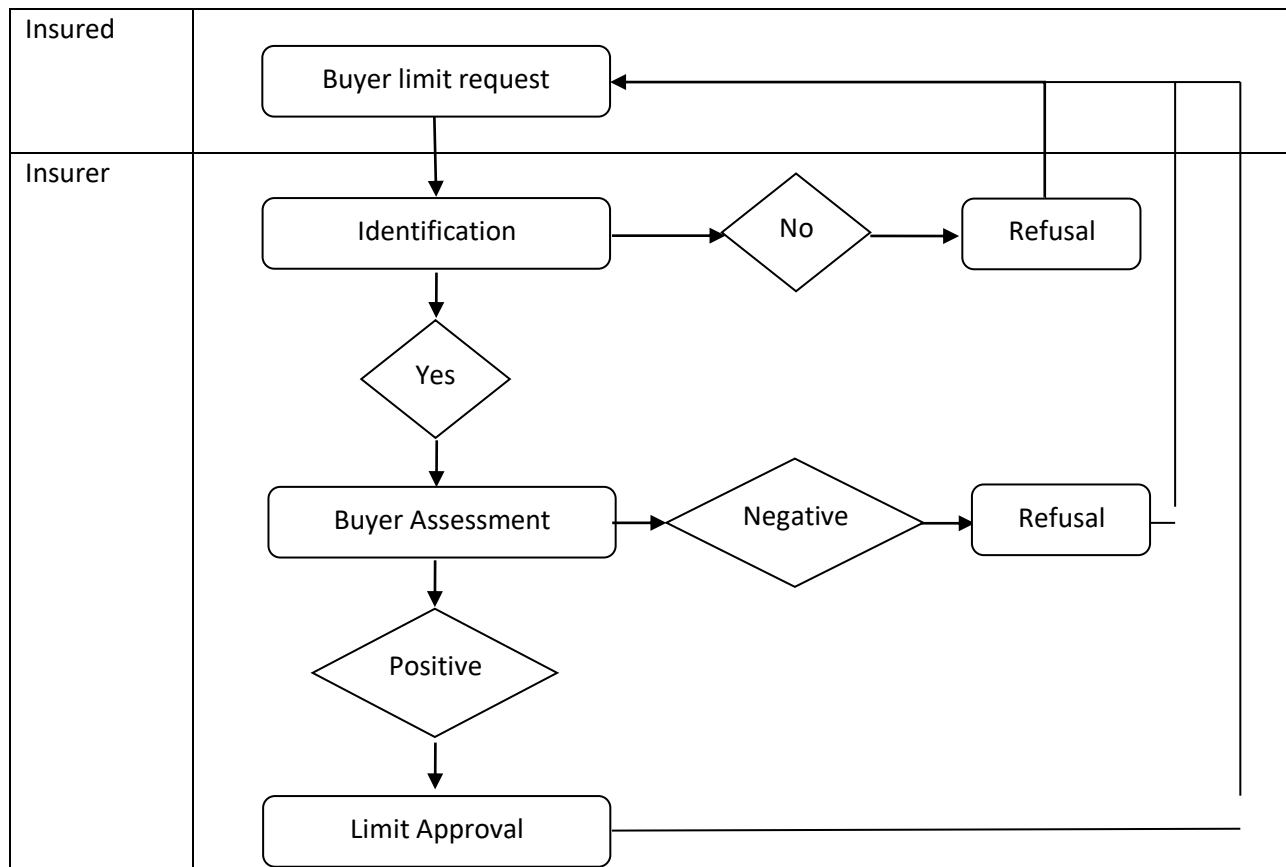 Insured
Buyer limit request
Insurer
Identification
No
Refusal
Yes
Buyer Assessment
Negative
Refusal
Positive
Limit Approval